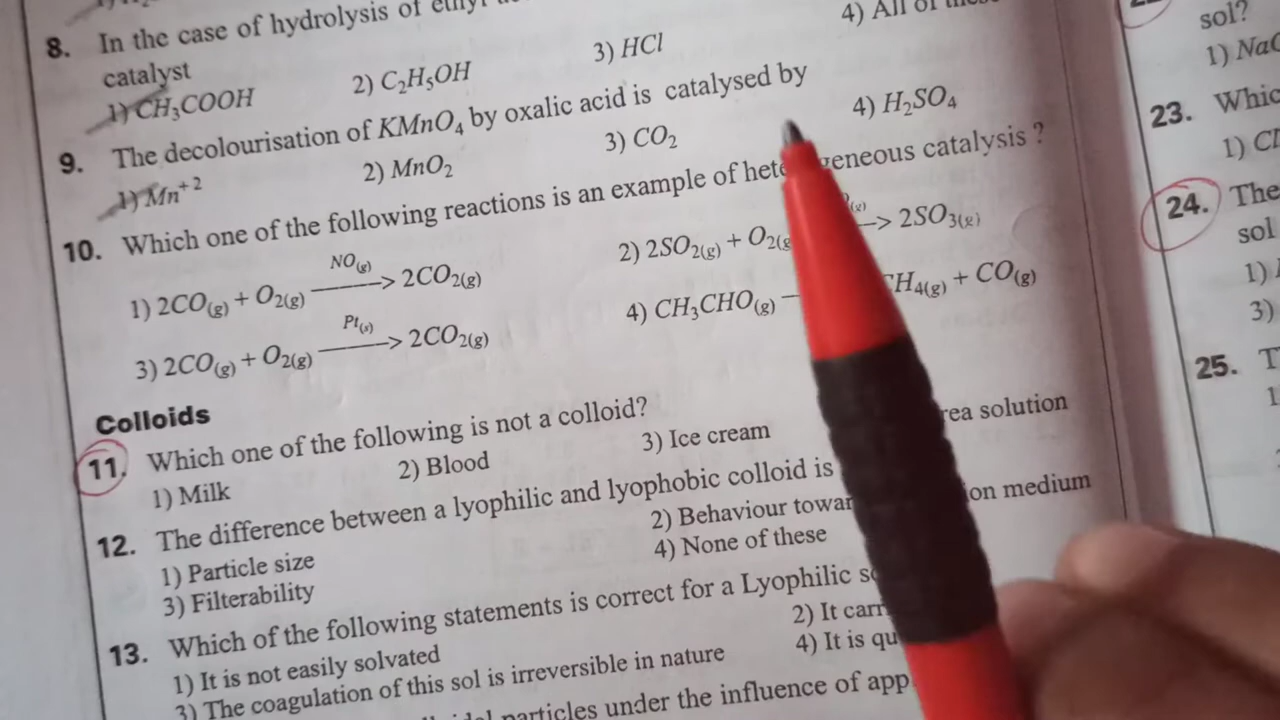 8. In the case of hydrolysis of ethyl
catalyst
1) CH₃COOH 2) C₂H₅OH 3) HCl 4) All of these
9. The decolourisation of KMnO₄ by oxalic acid is catalysed by
1) Mn⁺² 2) MnO₂ 3) CO₂ 4) H₂SO₄
10. Which one of the following reactions is an example of heterogeneous catalysis ?
1) 2CO(g) + O₂(g) NO(g) → 2CO₂(g) 2) 2SO₂(g) + O₂(g → 2SO₃(g)
3) 2CO(g) + O₂(g) Pt(s) → 2CO₂(g) 4) CH₃CHO(g) CH₄(g) + CO(g)
Colloids
11. Which one of the following is not a colloid?
1) Milk 2) Blood 3) Ice cream rea solution
12. The difference between a lyophilic and lyophobic colloid is
1) Particle size 2) Behaviour towar on medium
3) Filterability 4) None of these
13. Which of the following statements is correct for a Lyophilic s
1) It is not easily solvated 2) It carr
3) The coagulation of this sol is irreversible in nature 4) It is qu
particles under the influence of app
sol?
1) Na
23. Whic
1) Cl
24. The
sol
1)
3)
25. T
1